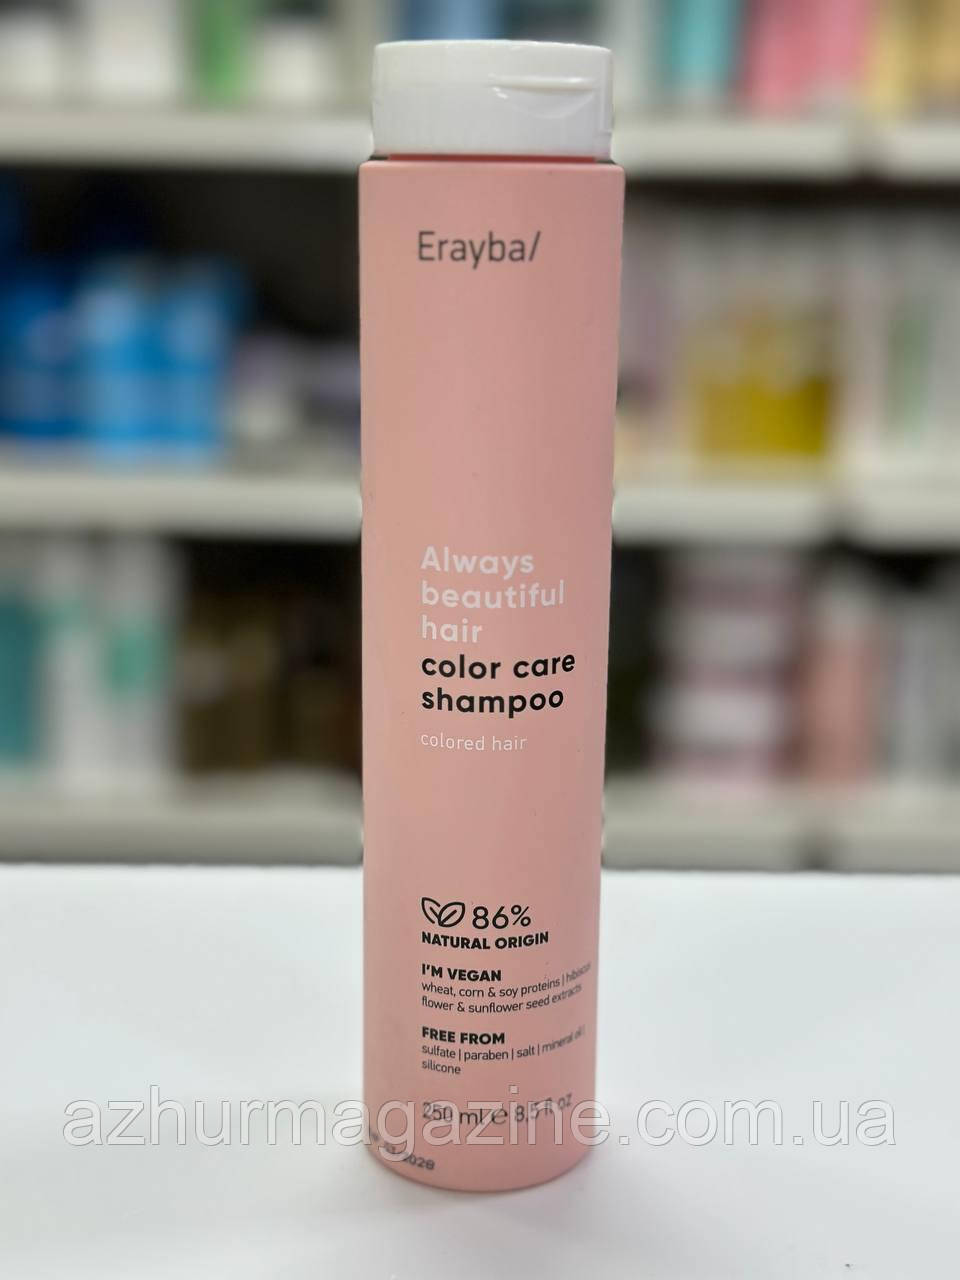 Erayba/
Always
beautiful
hair
color care
shampoo
colored hair
86%
NATURAL ORIGIN
I'M VEGAN
wheat, corn & soy proteins | hibiscus
flower & sunflower seed extracts
FREE FROM
sulfate | paraben | salt | mineral oil |
silicone
250 ml e 8.5 fl oz
azhurmagazine.com.ua
2028